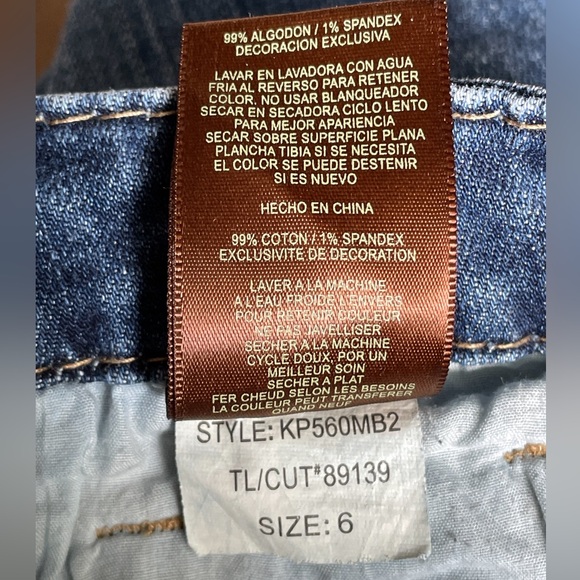 99% ALGODON / 1% SPANDEX
DECORACION EXCLUSIVA
LAVAR EN LAVADORA CON AGUA
FRIA AL REVERSO PARA RETENER
COLOR, NO USAR BLANQUEADOR
SECAR EN SECADORA CICLO LENTO
PARA MEJOR APARIENCIA
SECAR SOBRE SUPERFICIE PLANA
PLANCHA TIBIA SI SE NECESITA
EL COLOR SE PUEDE DESTENIR
SI ES NUEVO
HECHO EN CHINA
99% COTON / 1% SPANDEX
EXCLUSIVITE DE DECORATION
LAVER A LA MACHINE
A L'EAU FROIDE L'ENVERS
POUR RETENIR COULEUR
NE PAS JAVELLISER
SECHER A LA MACHINE
CYCLE DOUX, POUR UN
MEILLEUR SOIN
SECHER A PLAT
FER CHEUD SELON LES BESOINS
LA COULEUR PEUT TRANSFERER
QUAND NEUF
STYLE: KP560MB2
TL/CUT#89139
SIZE: 6